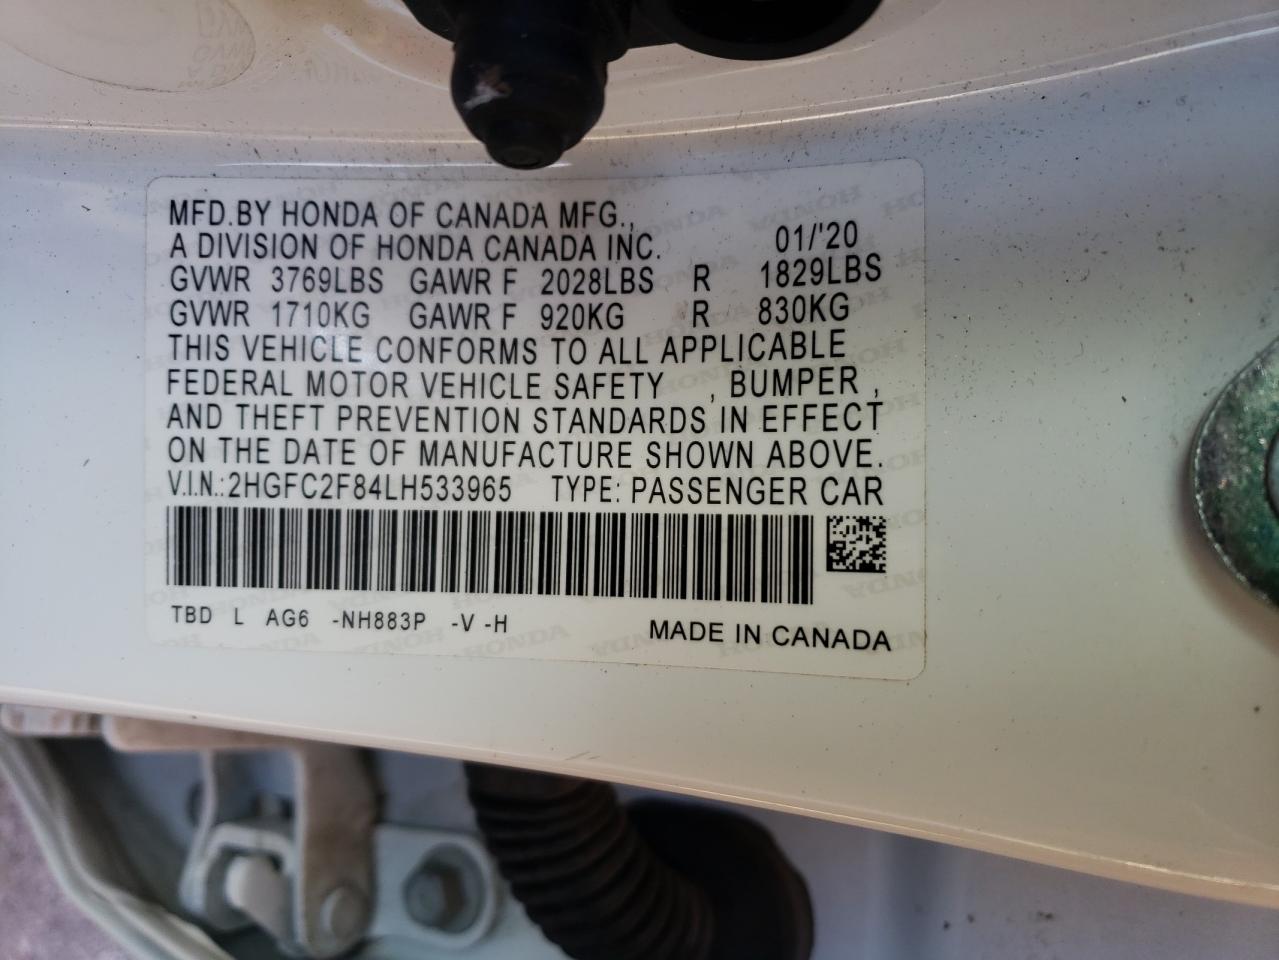 MFD.BY HONDA OF CANADA MFG.,
A DIVISION OF HONDA CANADA INC. 01/'20
GVWR 3769LBS GAWR F 2028LBS R 1829LBS
GVWR 1710KG GAWR F 920KG R 830KG
THIS VEHICLE CONFORMS TO ALL APPLICABLE
FEDERAL MOTOR VEHICLE SAFETY , BUMPER ,
AND THEFT PREVENTION STANDARDS IN EFFECT
ON THE DATE OF MANUFACTURE SHOWN ABOVE.
V.I.N.:2HGFC2F84LH533965 TYPE: PASSENGER CAR
TBD L AG6 -NH883P -V -H MADE IN CANADA